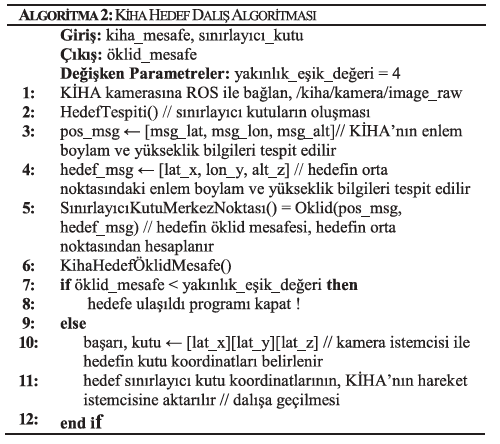 ALGORİTMA 2: KİHA HEDEF DALIŞ ALGORİTMASI
Giriş: kiha_mesafe, sınırlayıcı_kutu
Çıkış: öklid_mesafe
Değişken Parametreler: yakınlık_eşik_değeri = 4
1: KİHA kamerasına ROS ile bağlan, /kiha/kamera/image_raw
2: HedefTespiti() // sınırlayıcı kutuların oluşması
3: pos_msg ← [msg_lat, msg_lon, msg_alt]// KİHA'nın enlem
boylam ve yükseklik bilgileri tespit edilir
4: hedef_msg ← [lat_x, lon_y, alt_z] // hedefin orta
noktasındaki enlem boylam ve yükseklik bilgileri tespit edilir
5: SınırlayıcıKutuMerkezNoktası() = Oklid(pos_msg,
hedef_msg) // hedefin öklid mesafesi, hedefin orta
noktasından hesaplanır
6: KihaHedefÖklidMesafe()
7: if öklid_mesafe < yakınlık_eşik_değeri then
8: hedefe ulaşıldı programı kapat !
9: else
10: başarı, kutu ← [lat_x][lat_y][lat_z] // kamera istemcisi ile
hedefin kutu koordinatları belirlenir
11: hedef sınırlayıcı kutu koordinatlarının, KİHA'nın hareket
istemcisine aktarılır // dalışa geçilmesi
12: end if